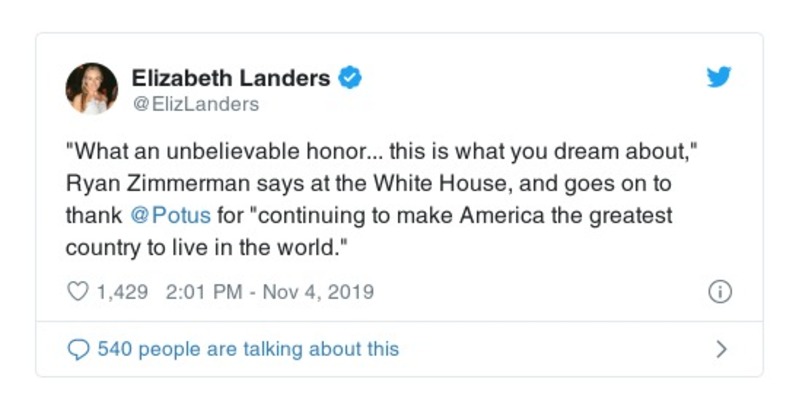 Elizabeth Landers
@ElizLanders
"What an unbelievable honor... this is what you dream about,"
Ryan Zimmerman says at the White House, and goes on to
thank @Potus for "continuing to make America the greatest
country to live in the world."
1,429 2:01 PM - Nov 4, 2019
540 people are talking about this